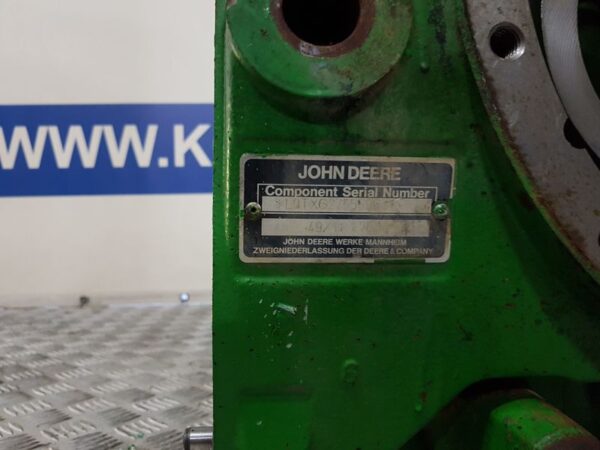 WWW.K
JOHN DEERE
Component Serial Number
JOHN DEERE WERKE MANNHEIM
ZWEIGNIEDERLASSUNG DER DEERE & COMPANY